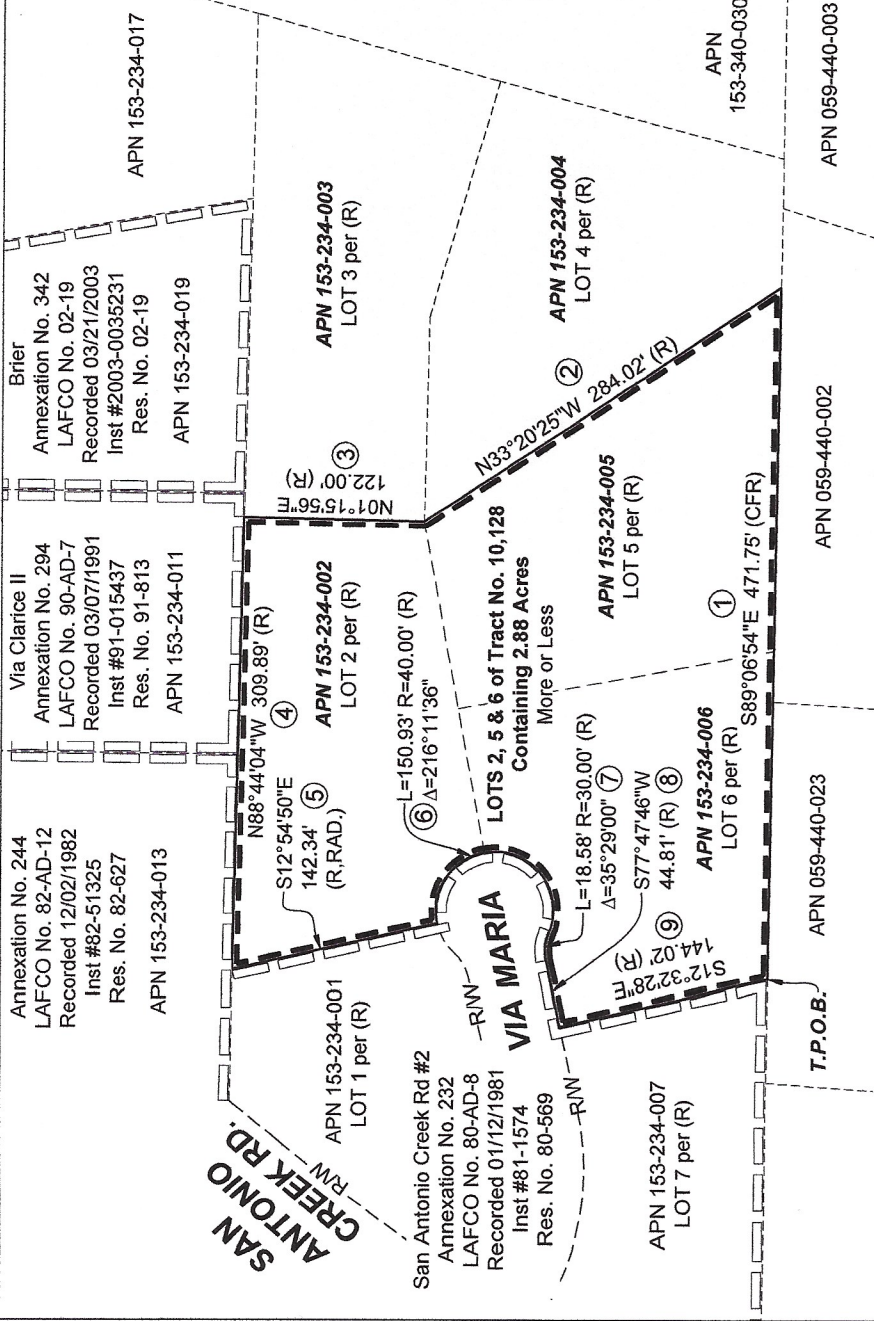 Annexation No. 244
LAFCO No. 82-AD-12
Recorded 12/02/1982
Inst #82-51325
Res. No. 82-627
APN 153-234-013
Via Clarice II
Annexation No. 294
LAFCO No. 90-AD-7
Recorded 03/07/1991
Inst #91-015437
Res. No. 91-813
APN 153-234-011
Brier
Annexation No. 342
LAFCO No. 02-19
Recorded 03/21/2003
Inst #2003-0035231
Res. No. 02-19
APN 153-234-019
APN 153-234-017
SAN
ANTONIO
CREEK RD.
R/W
APN 153-234-001
LOT 1 per (R)
N88°44'04"W 309.89' (R)
4
S12°54'50"E
142.34'
(R,RAD.)
5
APN 153-234-002
LOT 2 per (R)
N01°15'56"E
122.00' (R)
3
APN 153-234-003
LOT 3 per (R)
L=150.93' R=40.00' (R)
6 Δ=216°11'36"
R/W
VIA MARIA
San Antonio Creek Rd #2
Annexation No. 232
LAFCO No. 80-AD-8
Recorded 01/12/1981
Inst #81-1574
Res. No. 80-569
R/W
LOTS 2, 5 & 6 of Tract No. 10,128
Containing 2.88 Acres
More or Less
N33°20'25"W 284.02' (R)
2
APN 153-234-004
LOT 4 per (R)
APN 153-234-005
LOT 5 per (R)
L=18.58' R=30.00' (R)
Δ=35°29'00" 7
S77°47'46"W
44.81' (R) 8
S12°32'28"E
144.02' (R)
9
APN 153-234-006
LOT 6 per (R)
1
S89°06'54"E 471.75' (CFR)
APN 153-234-007
LOT 7 per (R)
T.P.O.B.
APN 059-440-023
APN 059-440-002
APN
153-340-030
APN 059-440-003